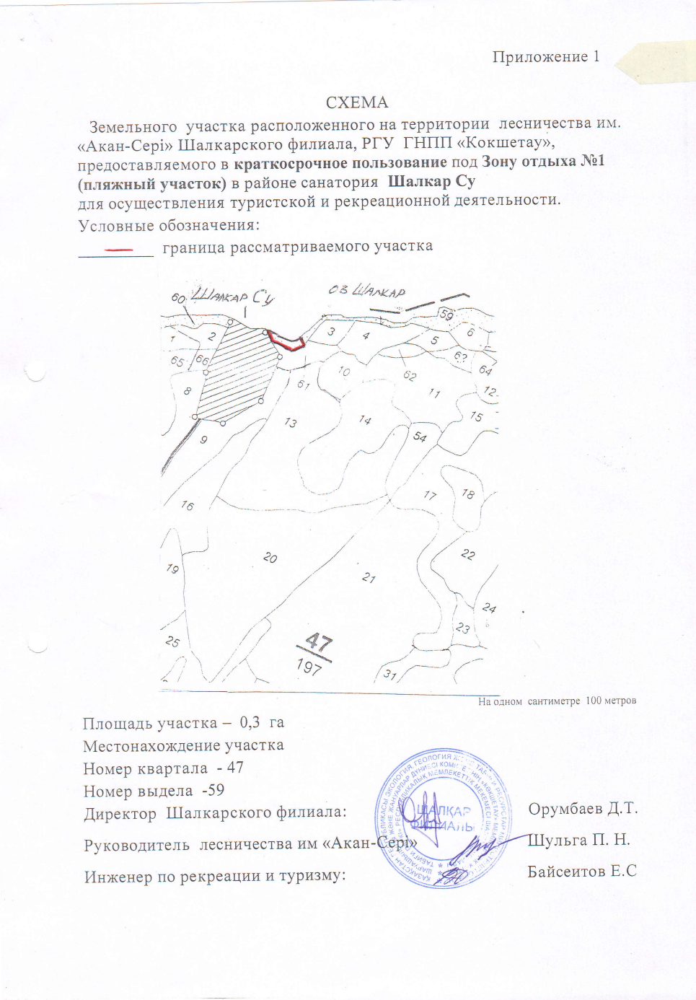 Приложение 1
СХЕМА
Земельного участка расположенного на территории лесничества им.
«Акан-Сері» Шалкарского филиала, РГУ ГНПП «Кокшетау»,
предоставляемого в краткосрочное пользование под Зону отдыха №1
(пляжный участок) в районе санатория Шалкар Су
для осуществления туристской и рекреационной деятельности.
Условные обозначения:
граница рассматриваемого участка
60 Шалкар Су
оз Шалкар
59
1
2
3
4
5
6
65
66
8
61
10
62
63
64
11
12
9
13
14
54
15
16
17
18
19
20
21
22
23
24
25
47
197
31
На одном сантиметре 100 метров
Площадь участка – 0,3 га
Местонахождение участка
Номер квартала - 47
Номер выдела -59
Директор Шалкарского филиала: Орумбаев Д.Т.
Руководитель лесничества им «Акан-Сері» Шульга П. Н.
Инженер по рекреации и туризму: Байсеитов Е.С
ШАЛҚАР
ФИЛИАЛЫ